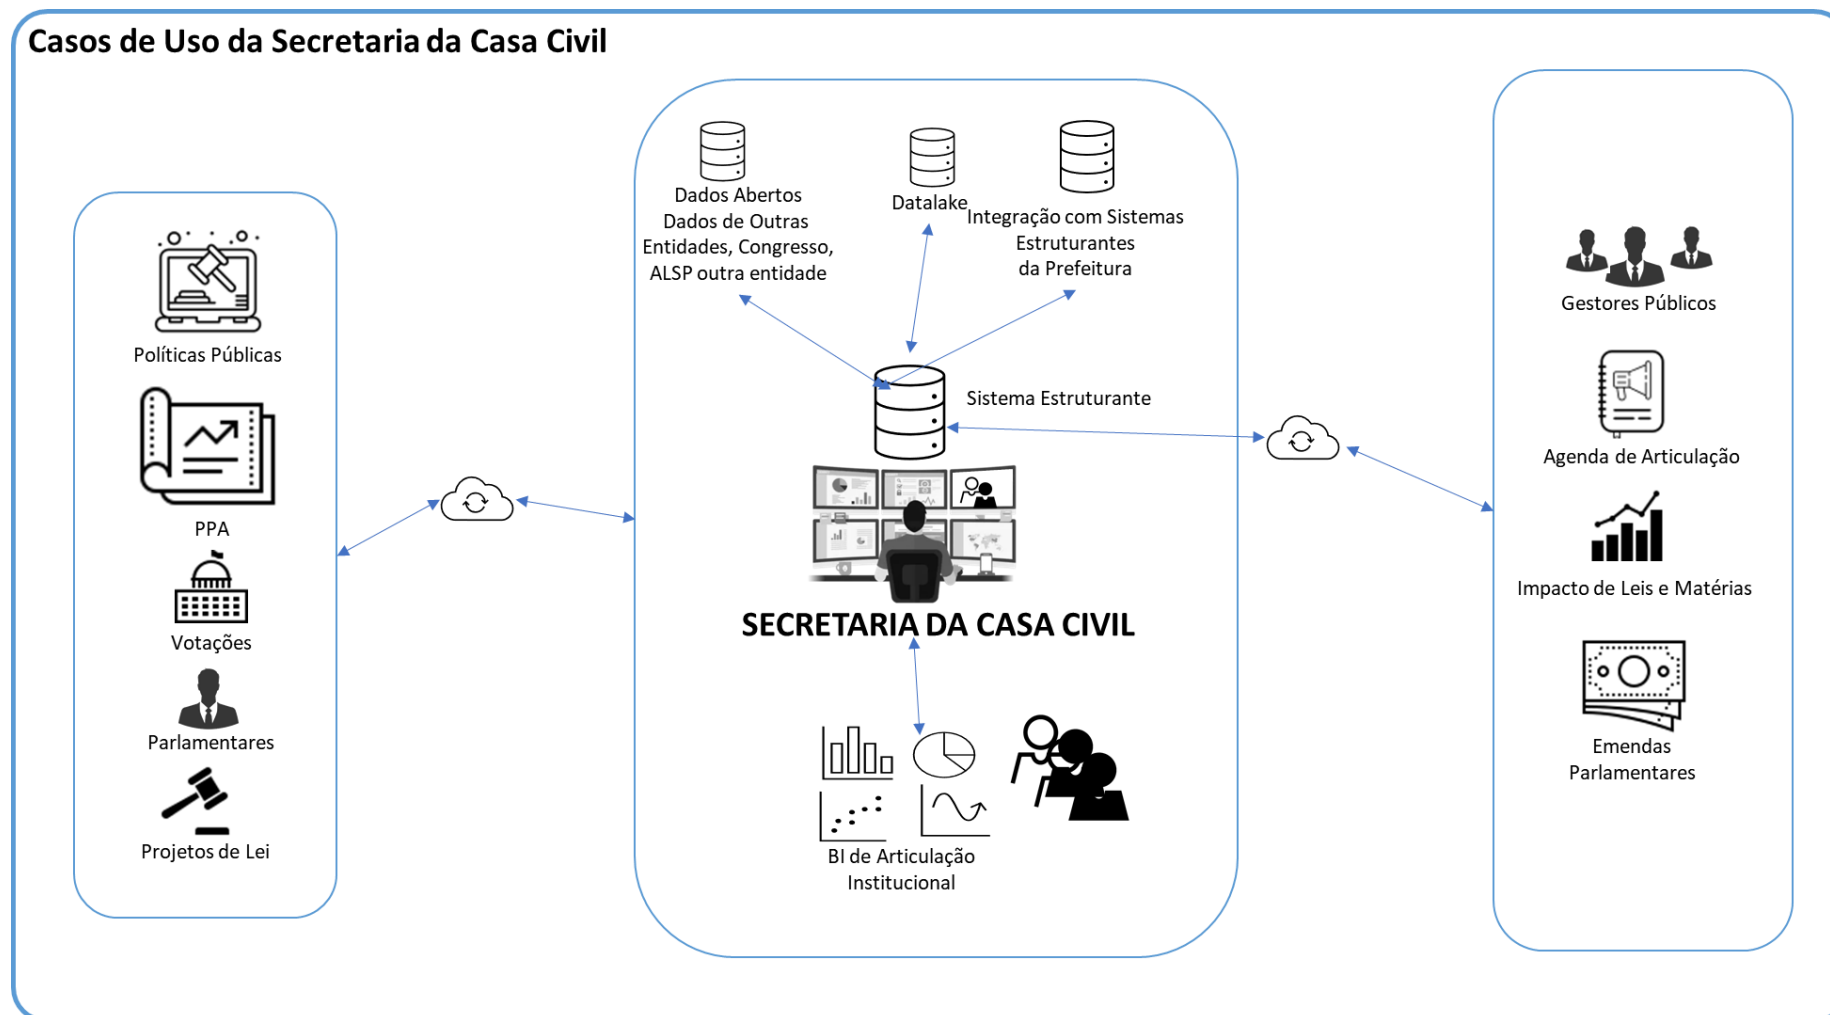 Casos de Uso da Secretaria da Casa Civil
Políticas Públicas
PPA
Votações
Parlamentares
Projetos de Lei
Dados Abertos
Dados de Outras
Entidades, Congresso,
ALSP outra entidade
Datalake
Integração com Sistemas
Estruturantes
da Prefeitura
Sistema Estruturante
SECRETARIA DA CASA CIVIL
BI de Articulação
Institucional
Gestores Públicos
Agenda de Articulação
Impacto de Leis e Matérias
Emendas
Parlamentares